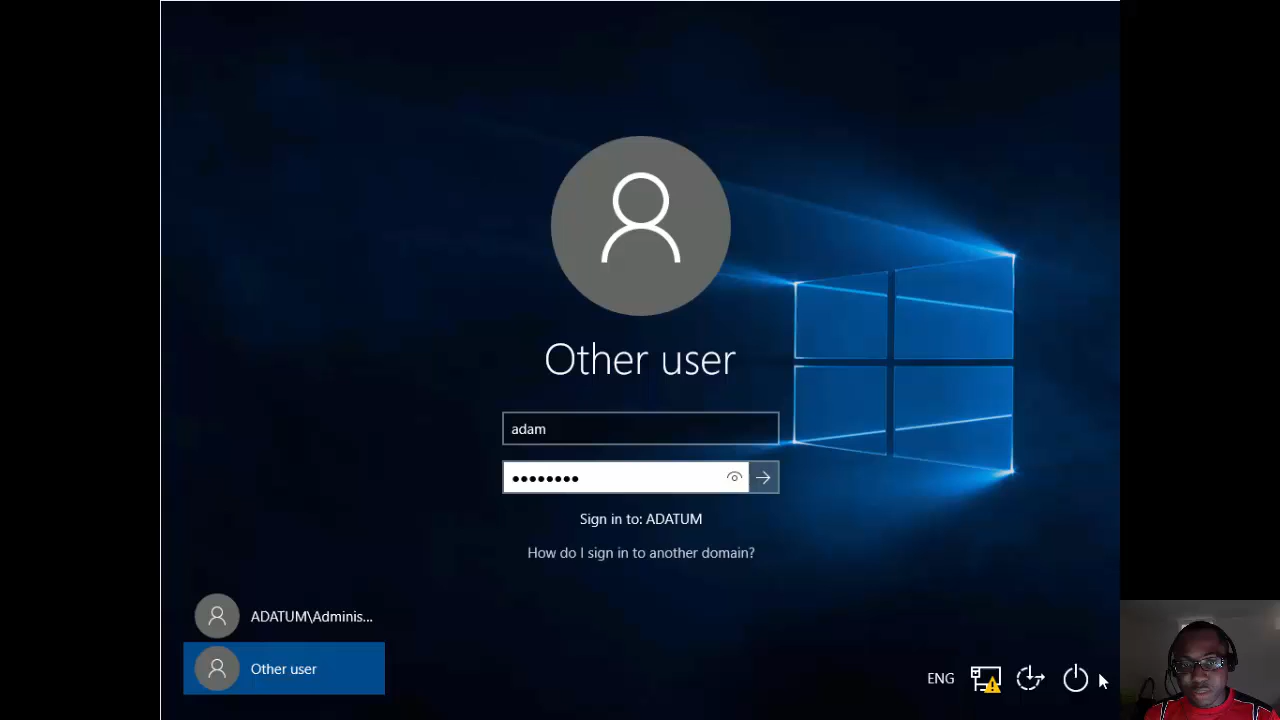 Other user
adam
Sign in to: ADATUM
How do I sign in to another domain?
ADATUM\Adminis...
Other user
ENG